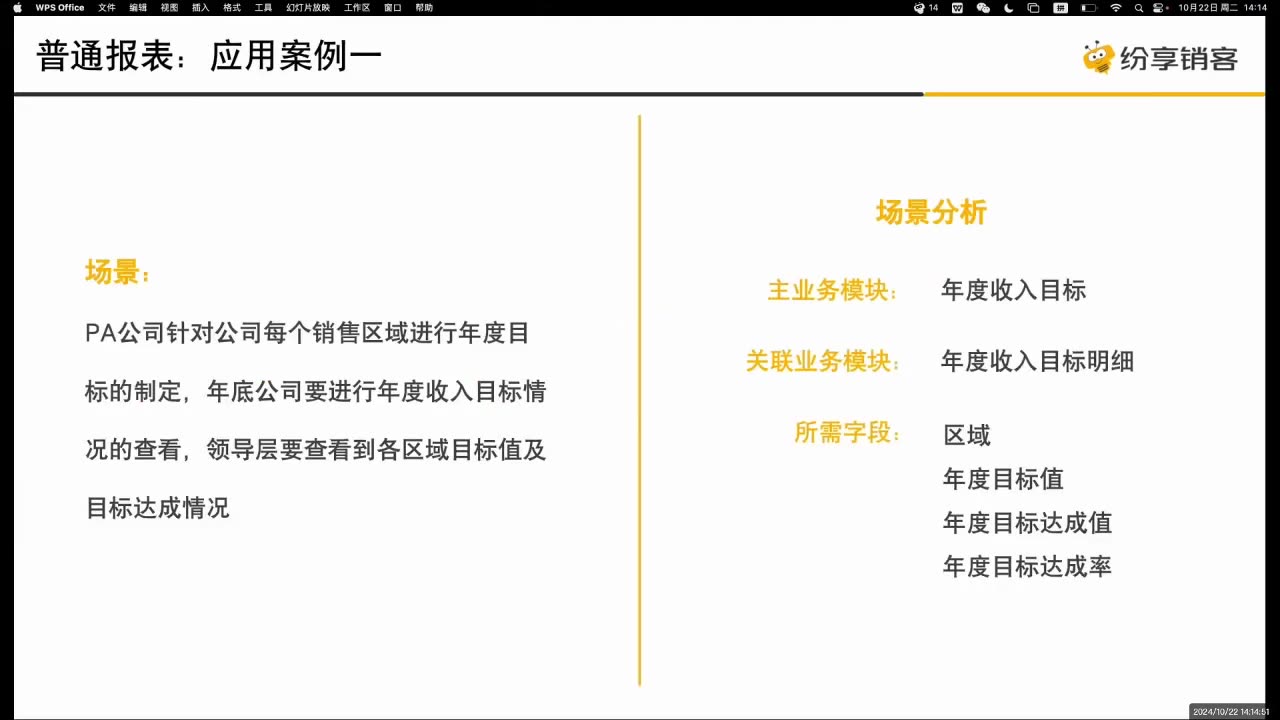 WPS Office 文件 编辑 视图 插入 格式 工具 幻灯片放映 工作区 窗口 帮助
14 拼 10月22日 周二 14:14
普通报表：应用案例一
纷享销客
场景：
PA公司针对公司每个销售区域进行年度目
标的制定，年底公司要进行年度收入目标情
况的查看，领导层要查看到各区域目标值及
目标达成情况
场景分析
主业务模块： 年度收入目标
关联业务模块： 年度收入目标明细
所需字段： 区域
年度目标值
年度目标达成值
年度目标达成率
2024/10/22 14:14:51